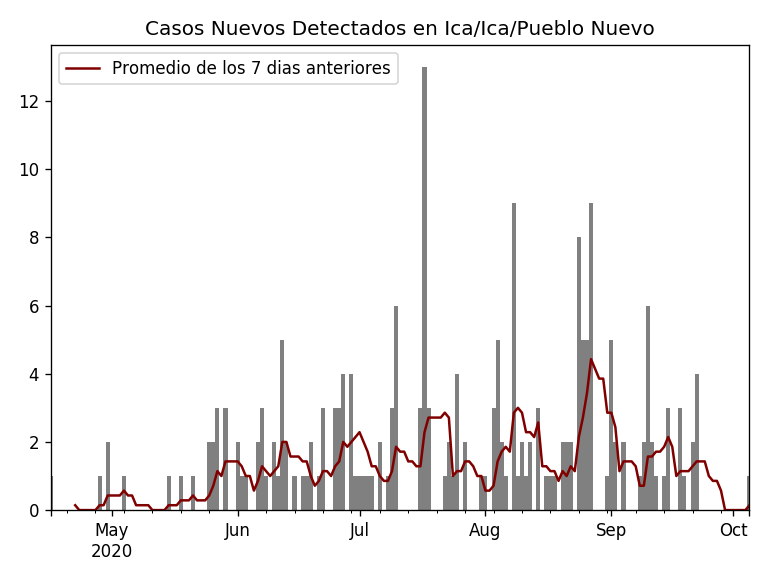 Casos Nuevos Detectados en Ica/Ica/Pueblo Nuevo
Promedio de los 7 dias anteriores
12
10
8
6
4
2
0
May Jun Jul Aug Sep Oct
2020